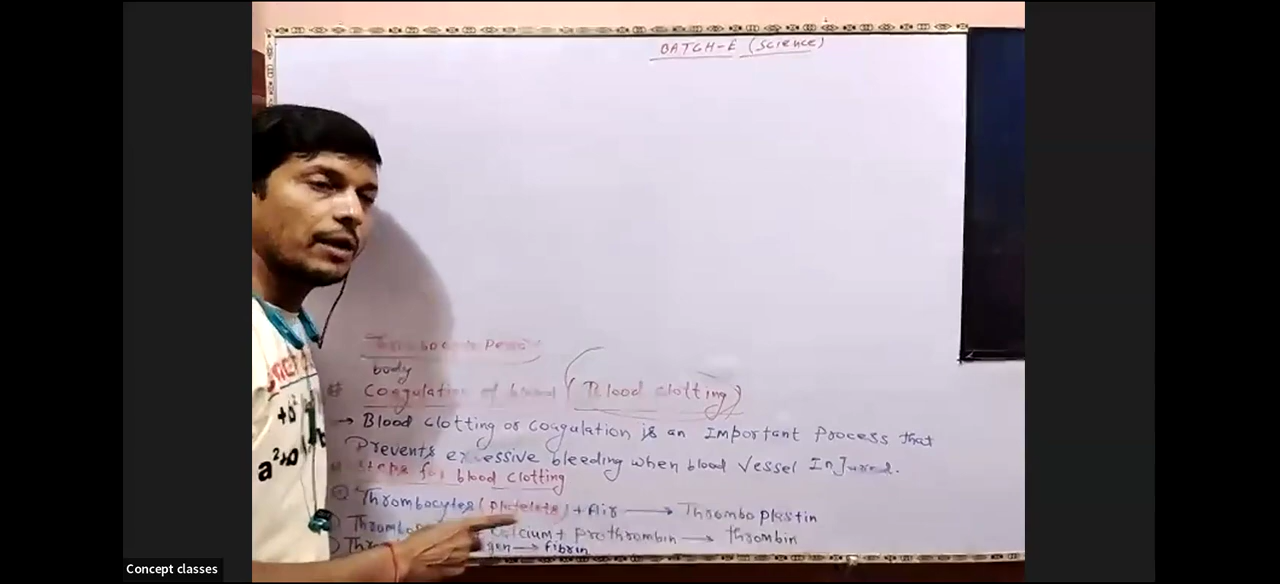 BATCH-E (Science)
body
# Coagulation of blood (Blood clotting)
→ Blood clotting or coagulation is an Important Process that
Prevents excessive bleeding when blood vessel Injured.
Steps for blood clotting
Thrombocytes (Platelets) + Air → Thromboplastin
Calcium + Prothrombin → thrombin
gen → fibrin
a²
Concept classes